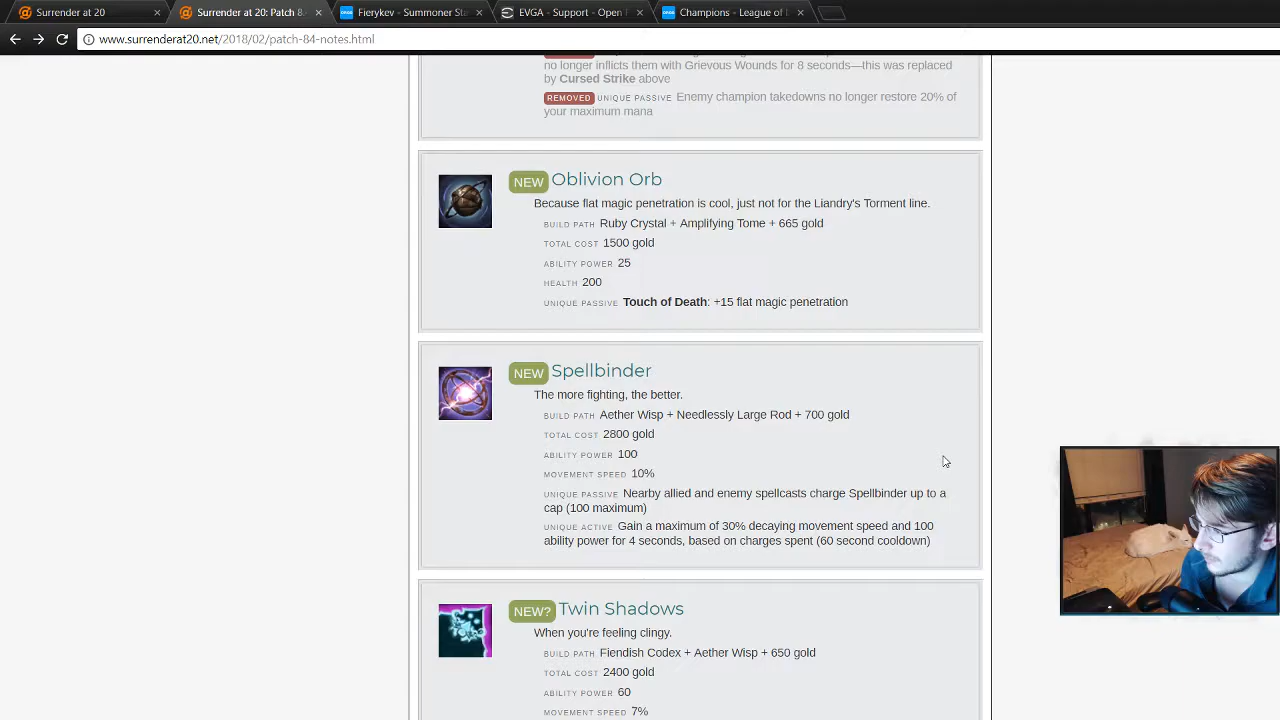 Surrender at 20
Surrender at 20: Patch 8.
Fierykev - Summoner Sta
EVGA - Support - Open
Champions - League of L
www.surrenderat20.net/2018/02/patch-84-notes.html
no longer inflicts them with Grievous Wounds for 8 seconds—this was replaced
by Cursed Strike above
REMOVED UNIQUE PASSIVE Enemy champion takedowns no longer restore 20% of
your maximum mana
NEW Oblivion Orb
Because flat magic penetration is cool, just not for the Liandry's Torment line.
BUILD PATH Ruby Crystal + Amplifying Tome + 665 gold
TOTAL COST 1500 gold
ABILITY POWER 25
HEALTH 200
UNIQUE PASSIVE Touch of Death: +15 flat magic penetration
NEW Spellbinder
The more fighting, the better.
BUILD PATH Aether Wisp + Needlessly Large Rod + 700 gold
TOTAL COST 2800 gold
ABILITY POWER 100
MOVEMENT SPEED 10%
UNIQUE PASSIVE Nearby allied and enemy spellcasts charge Spellbinder up to a
cap (100 maximum)
UNIQUE ACTIVE Gain a maximum of 30% decaying movement speed and 100
ability power for 4 seconds, based on charges spent (60 second cooldown)
NEW? Twin Shadows
When you're feeling clingy.
BUILD PATH Fiendish Codex + Aether Wisp + 650 gold
TOTAL COST 2400 gold
ABILITY POWER 60
MOVEMENT SPEED 7%